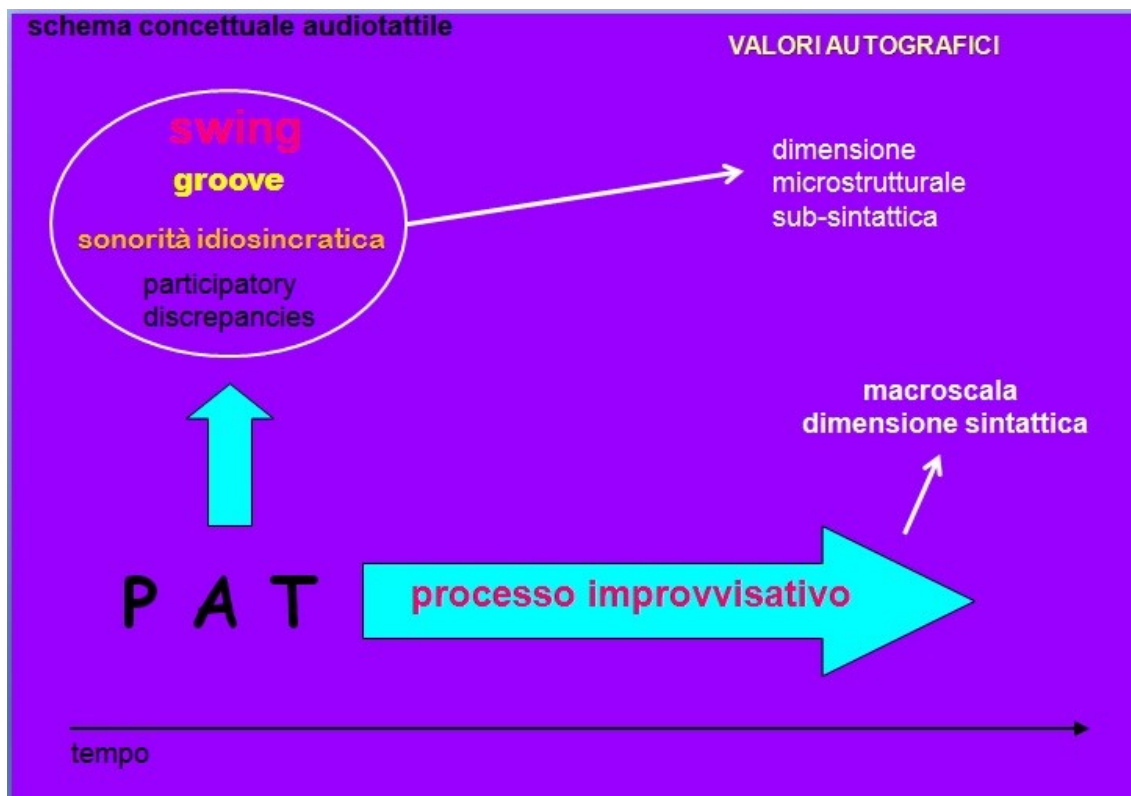 schema concettuale audiotattile
VALORI AUTOGRAFICI
swing
groove
sonorità idiosincratica
participatory
discrepancies
dimensione
microstrutturale
sub-sintattica
macroscala
dimensione sintattica
P A T
processo improvvisativo
tempo